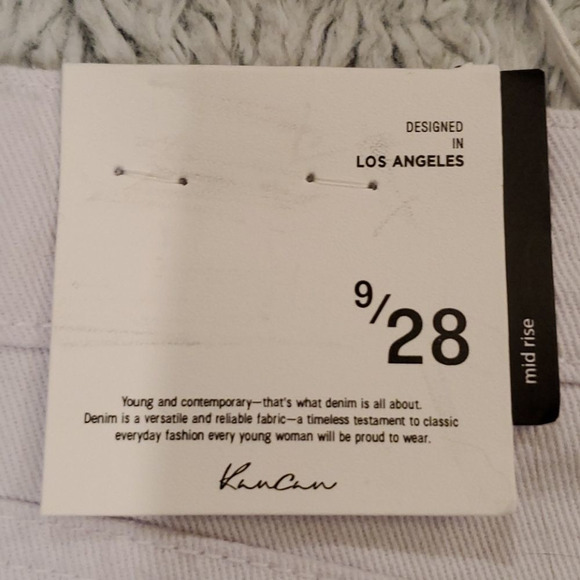 DESIGNED
IN
LOS ANGELES
9/28
mid rise
Young and contemporary—that's what denim is all about.
Denim is a versatile and reliable fabric—a timeless testament to classic
everyday fashion every young woman will be proud to wear.
KanCan